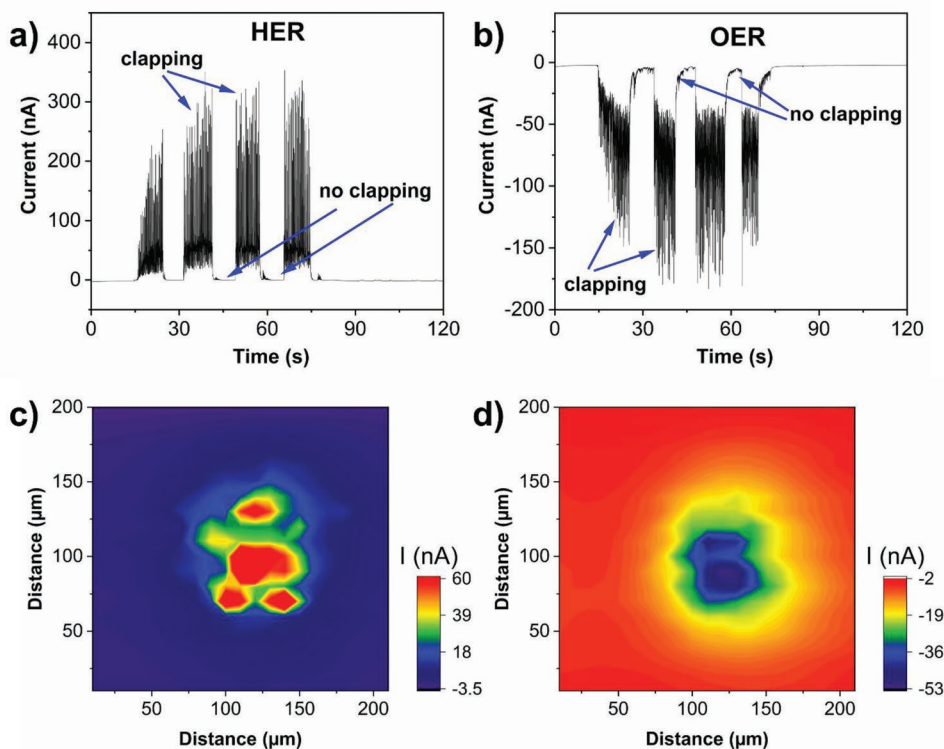 a)
HER
400
300
200
100
0
Current (nA)
clapping
no clapping
0
30
60
90
120
Time (s)
b)
OER
0
-50
-100
-150
-200
Current (nA)
no clapping
clapping
0
30
60
90
120
Time (s)
c)
200
150
100
50
Distance (µm)
50
100
150
200
Distance (µm)
I (nA)
60
39
18
-3.5
d)
200
150
100
50
Distance (µm)
50
100
150
200
Distance (µm)
I (nA)
-2
-19
-36
-53